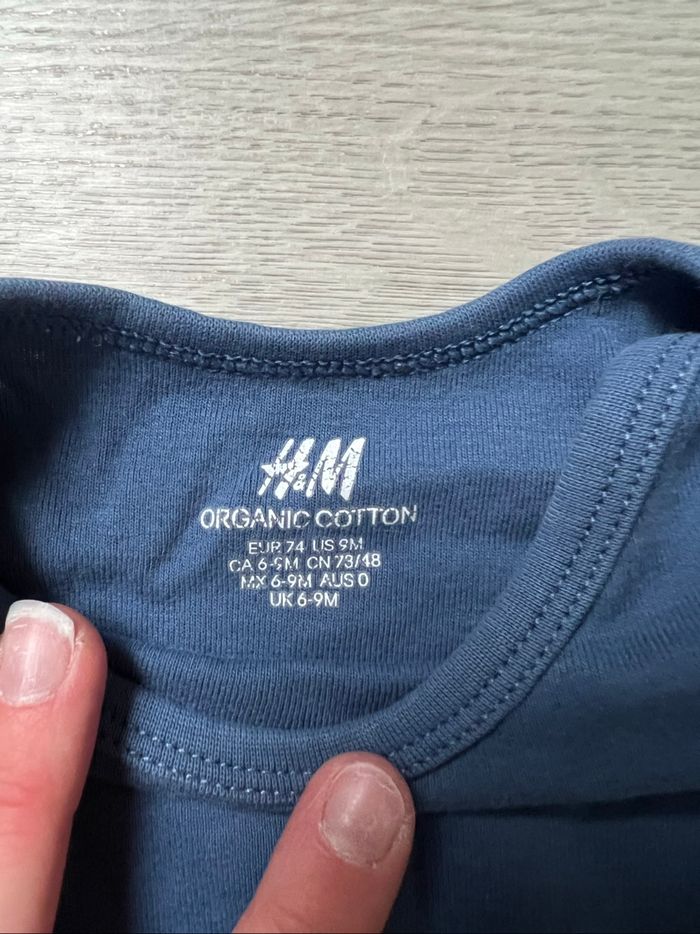 H&M
ORGANIC COTTON
EUR 74 US 9M
CA 6-9M CN 73/48
MX 6-9M AUS 0
UK 6-9M